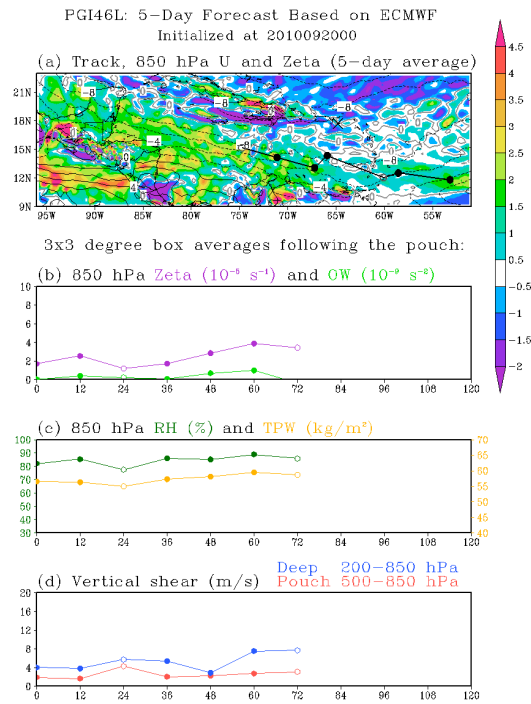 PGI46L: 5-Day Forecast Based on ECMWF
Initialized at 2010092000
(a) Track, 850 hPa U and Zeta (5-day average)
21N
18N
15N
12N
9N
95W 90W 85W 80W 75W 70W 65W 60W 55W
4.5
4
3.5
3
2.5
2
1
0.5
-0.5
-1
-1.5
-2
3x3 degree box averages following the pouch:
(b) 850 hPa Zeta (10⁻⁵ s⁻¹) and OW (10⁻⁹ s⁻²)
10
8
6
4
2
0
0 12 24 36 48 60 72 84 96 108 120
(c) 850 hPa RH (%) and TPW (kg/m²)
100
90
80
70
60
50
40
30
70
65
60
55
50
45
40
0 12 24 36 48 60 72 84 96 108 120
Deep 200-850 hPa
(d) Vertical shear (m/s) Pouch 500-850 hPa
20
16
12
8
4
0
0 12 24 36 48 60 72 84 96 108 120